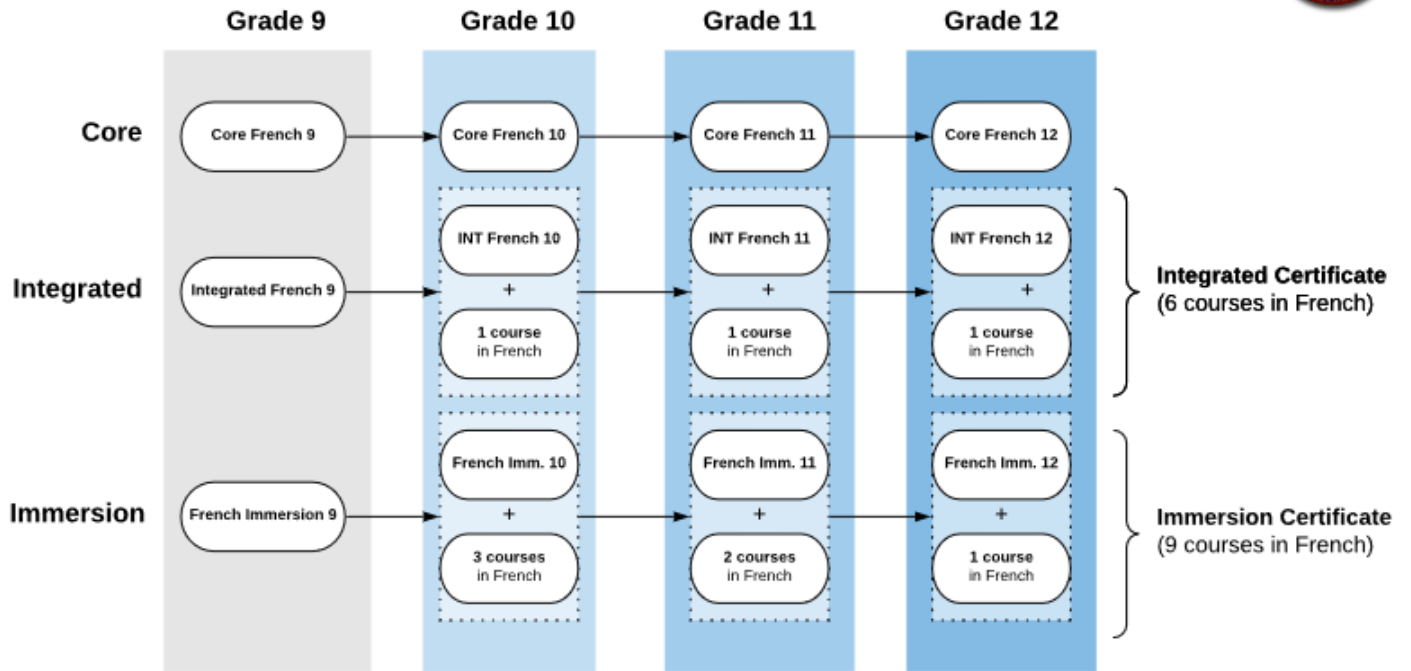 Grade 9
Grade 10
Grade 11
Grade 12
Core
Core French 9
Core French 10
Core French 11
Core French 12
Integrated
Integrated French 9
INT French 10
+
1 course
in French
INT French 11
+
1 course
in French
INT French 12
+
1 course
in French
Integrated Certificate
(6 courses in French)
Immersion
French Immersion 9
French Imm. 10
+
3 courses
in French
French Imm. 11
+
2 courses
in French
French Imm. 12
+
1 course
in French
Immersion Certificate
(9 courses in French)